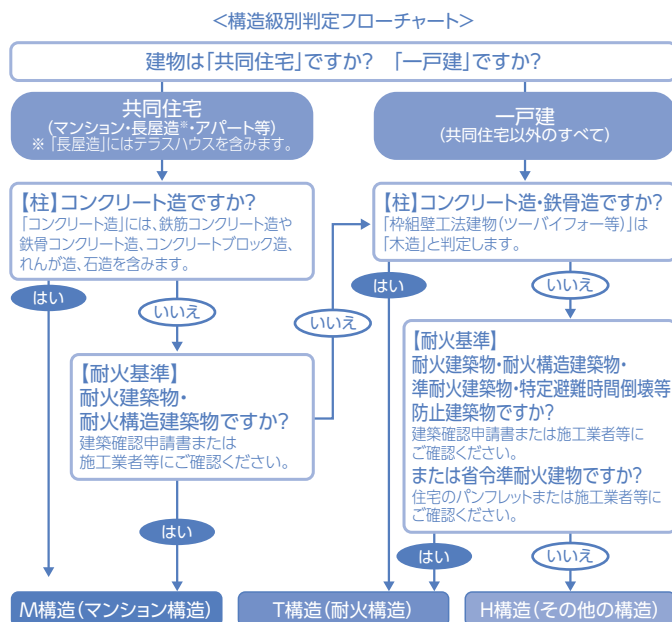 <構造級別判定フローチャート>
建物は「共同住宅」ですか? 「一戸建」ですか?
共同住宅
(マンション・長屋造※・アパート等)
※「長屋造」にはテラスハウスを含みます。
一戸建
(共同住宅以外のすべて)
【柱】コンクリート造ですか?
「コンクリート造」には、鉄筋コンクリート造や
鉄骨コンクリート造、コンクリートブロック造、
れんが造、石造を含みます。
【柱】コンクリート造・鉄骨造ですか?
「枠組壁工法建物(ツーバイフォー等)」は
「木造」と判定します。
はい
いいえ
いいえ
はい
いいえ
【耐火基準】
耐火建築物・
耐火構造建築物ですか?
建築確認申請書または
施工業者等にご確認ください。
【耐火基準】
耐火建築物・耐火構造建築物・
準耐火建築物・特定避難時間倒壊等
防止建築物ですか?
建築確認申請書または施工業者等に
ご確認ください。
または省令準耐火建物ですか?
住宅のパンフレットまたは施工業者等に
ご確認ください。
はい
はい
いいえ
M構造(マンション構造)
T構造(耐火構造)
H構造(その他の構造)